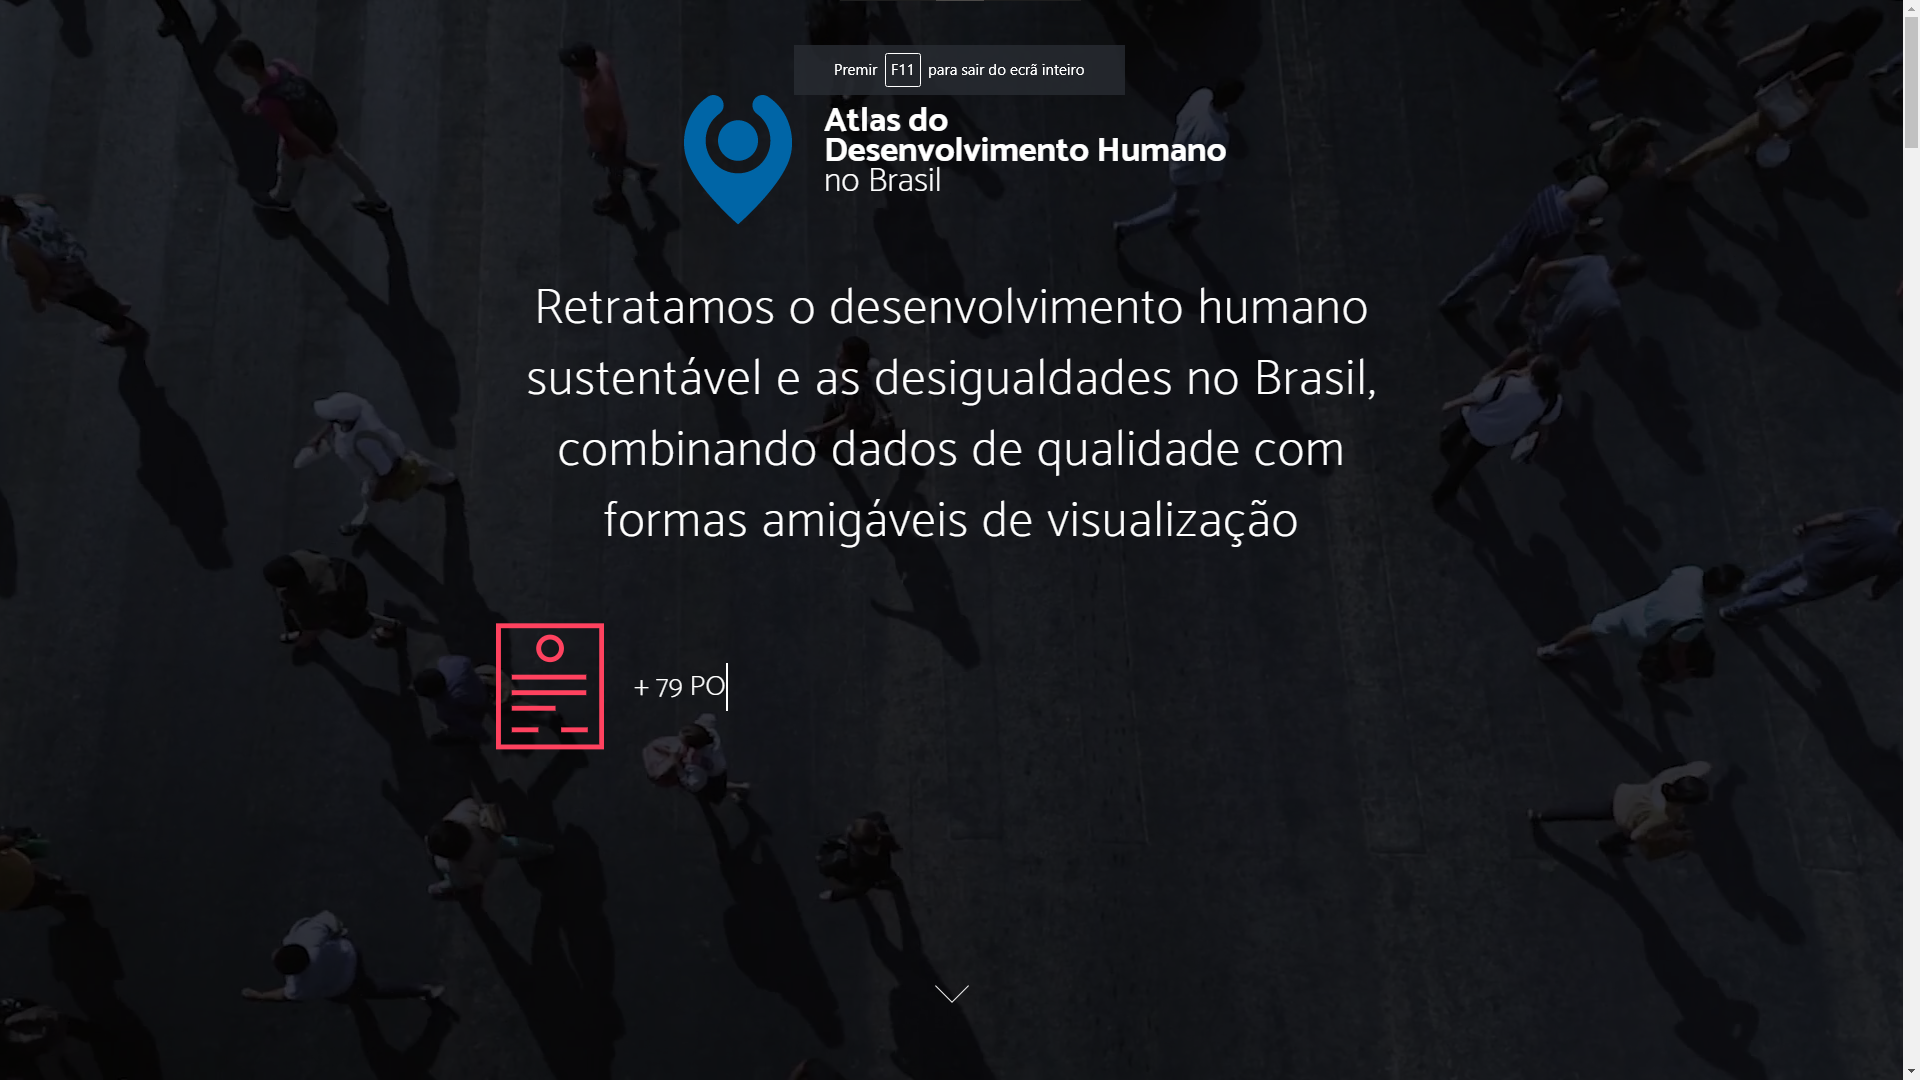 Premir F11 para sair do ecrã inteiro
Atlas do
Desenvolvimento Humano
no Brasil
Retratamos o desenvolvimento humano
sustentável e as desigualdades no Brasil,
combinando dados de qualidade com
formas amigáveis de visualização
+ 79 PO